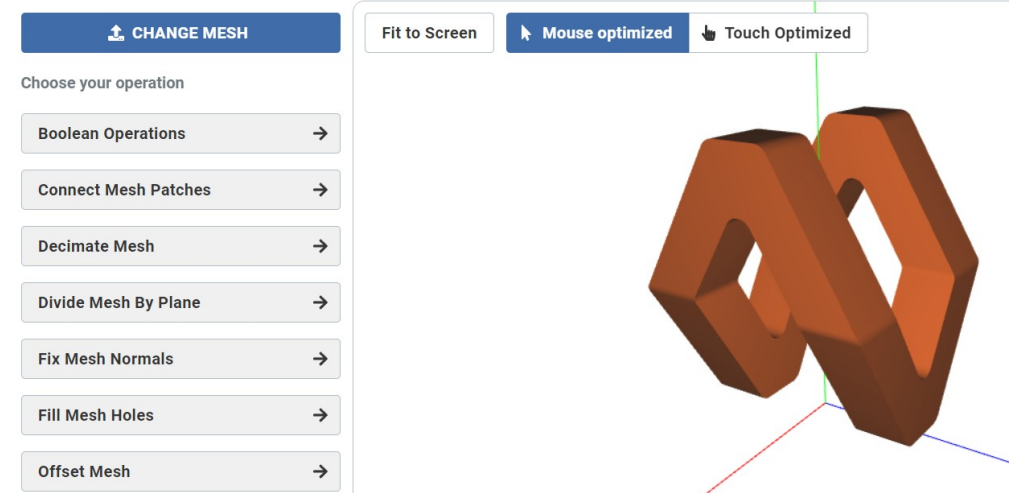 CHANGE MESH
Fit to Screen
Mouse optimized
Touch Optimized
Choose your operation
Boolean Operations
Connect Mesh Patches
Decimate Mesh
Divide Mesh By Plane
Fix Mesh Normals
Fill Mesh Holes
Offset Mesh